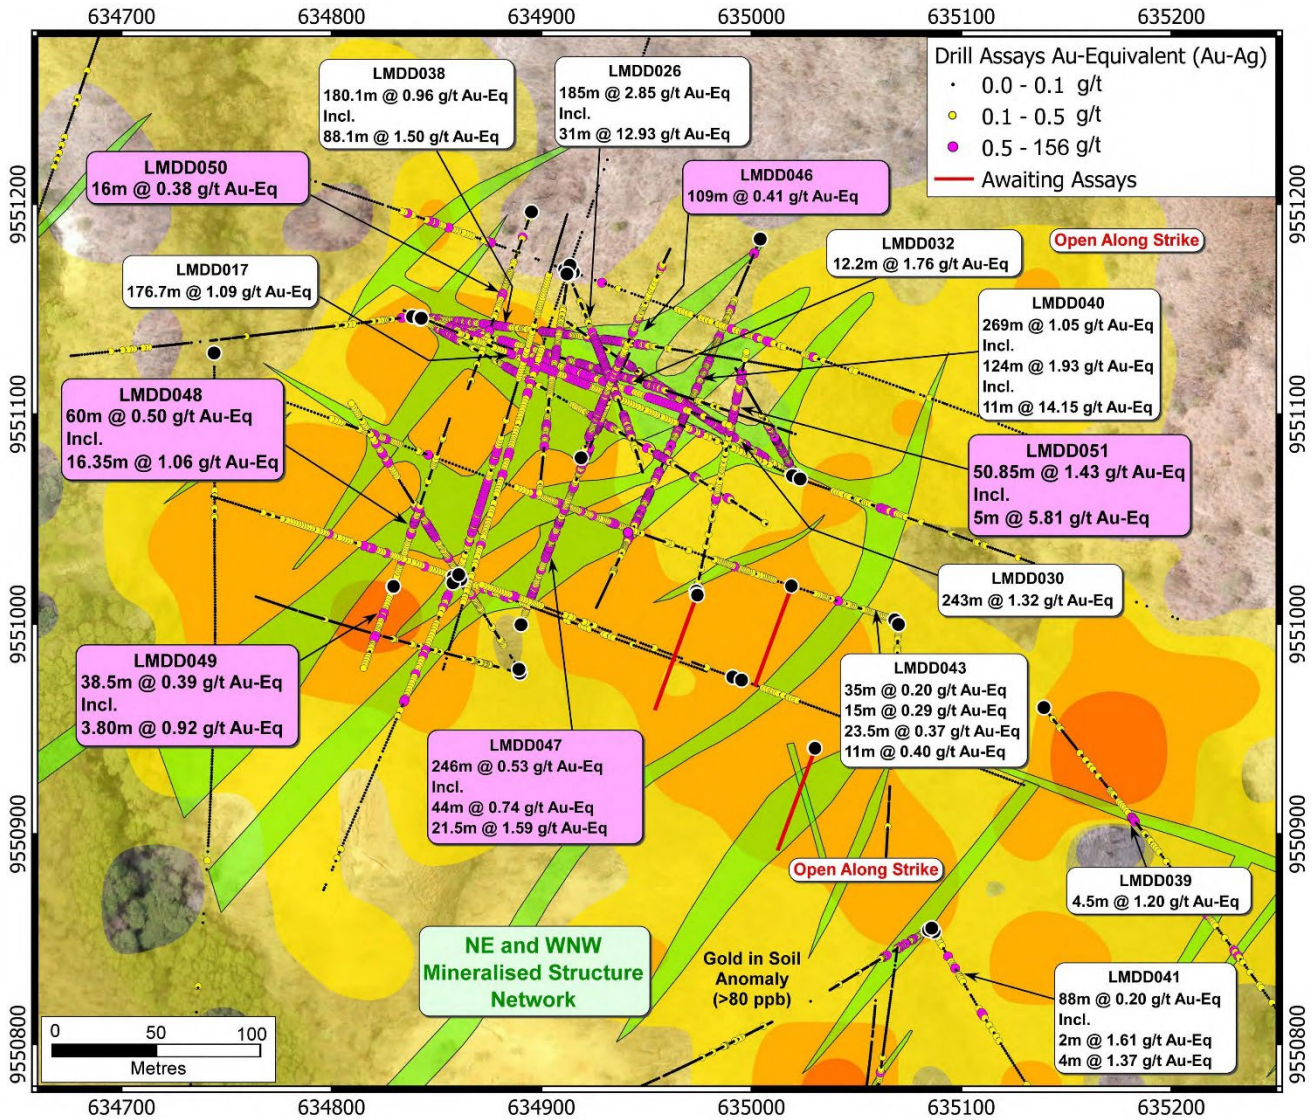 634700 634800 634900 635000 635100 635200
Drill Assays Au-Equivalent (Au-Ag)
0.0 - 0.1 g/t
0.1 - 0.5 g/t
0.5 - 156 g/t
Awaiting Assays
LMDD038
180.1m @ 0.96 g/t Au-Eq
Incl.
88.1m @ 1.50 g/t Au-Eq
LMDD026
185m @ 2.85 g/t Au-Eq
Incl.
31m @ 12.93 g/t Au-Eq
LMDD050
16m @ 0.38 g/t Au-Eq
LMDD046
109m @ 0.41 g/t Au-Eq
9551200
9551200
LMDD032
12.2m @ 1.76 g/t Au-Eq
Open Along Strike
LMDD017
176.7m @ 1.09 g/t Au-Eq
LMDD040
269m @ 1.05 g/t Au-Eq
Incl.
124m @ 1.93 g/t Au-Eq
Incl.
11m @ 14.15 g/t Au-Eq
9551100
9551100
LMDD048
60m @ 0.50 g/t Au-Eq
Incl.
16.35m @ 1.06 g/t Au-Eq
LMDD051
50.85m @ 1.43 g/t Au-Eq
Incl.
5m @ 5.81 g/t Au-Eq
LMDD030
243m @ 1.32 g/t Au-Eq
9551000
9551000
LMDD049
38.5m @ 0.39 g/t Au-Eq
Incl.
3.80m @ 0.92 g/t Au-Eq
LMDD043
35m @ 0.20 g/t Au-Eq
15m @ 0.29 g/t Au-Eq
23.5m @ 0.37 g/t Au-Eq
11m @ 0.40 g/t Au-Eq
LMDD047
246m @ 0.53 g/t Au-Eq
Incl.
44m @ 0.74 g/t Au-Eq
21.5m @ 1.59 g/t Au-Eq
9550900
9550900
Open Along Strike
LMDD039
4.5m @ 1.20 g/t Au-Eq
NE and WNW
Mineralised Structure
Network
Gold in Soil
Anomaly
(>80 ppb)
LMDD041
88m @ 0.20 g/t Au-Eq
Incl.
2m @ 1.61 g/t Au-Eq
4m @ 1.37 g/t Au-Eq
9550800
9550800
0 50 100
Metres
634700 634800 634900 635000 635100 635200